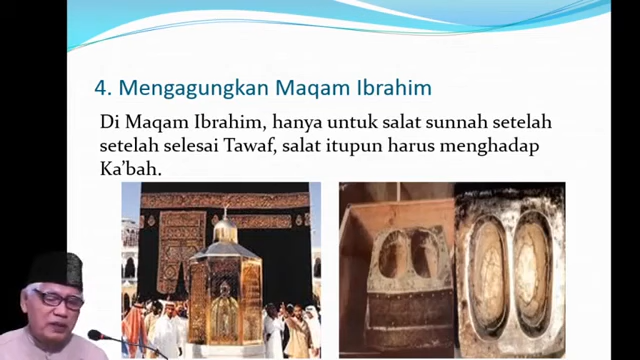 4. Mengagungkan Maqam Ibrahim
Di Maqam Ibrahim, hanya untuk salat sunnah setelah
setelah selesai Tawaf, salat itupun harus menghadap
Ka’bah.